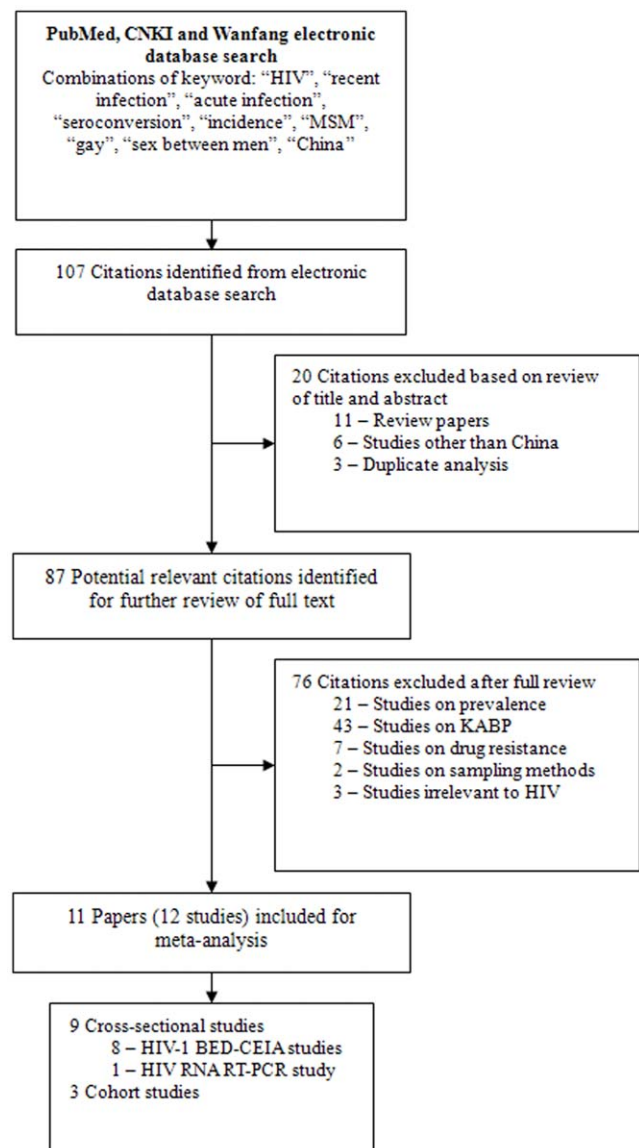 PubMed, CNKI and Wanfang electronic
database search
Combinations of keyword: “HIV”, “recent
infection”, “acute infection”,
“seroconversion”, “incidence”, “MSM”,
“gay”, “sex between men”, “China”
107 Citations identified from electronic
database search
20 Citations excluded based on review
of title and abstract
11 – Review papers
6 – Studies other than China
3 – Duplicate analysis
87 Potential relevant citations identified
for further review of full text
76 Citations excluded after full review
21 – Studies on prevalence
43 – Studies on KABP
7 – Studies on drug resistance
2 – Studies on sampling methods
3 – Studies irrelevant to HIV
11 Papers (12 studies) included for
meta-analysis
9 Cross-sectional studies
8 – HIV-1 BED-CEIA studies
1 – HIV RNA RT-PCR study
3 Cohort studies